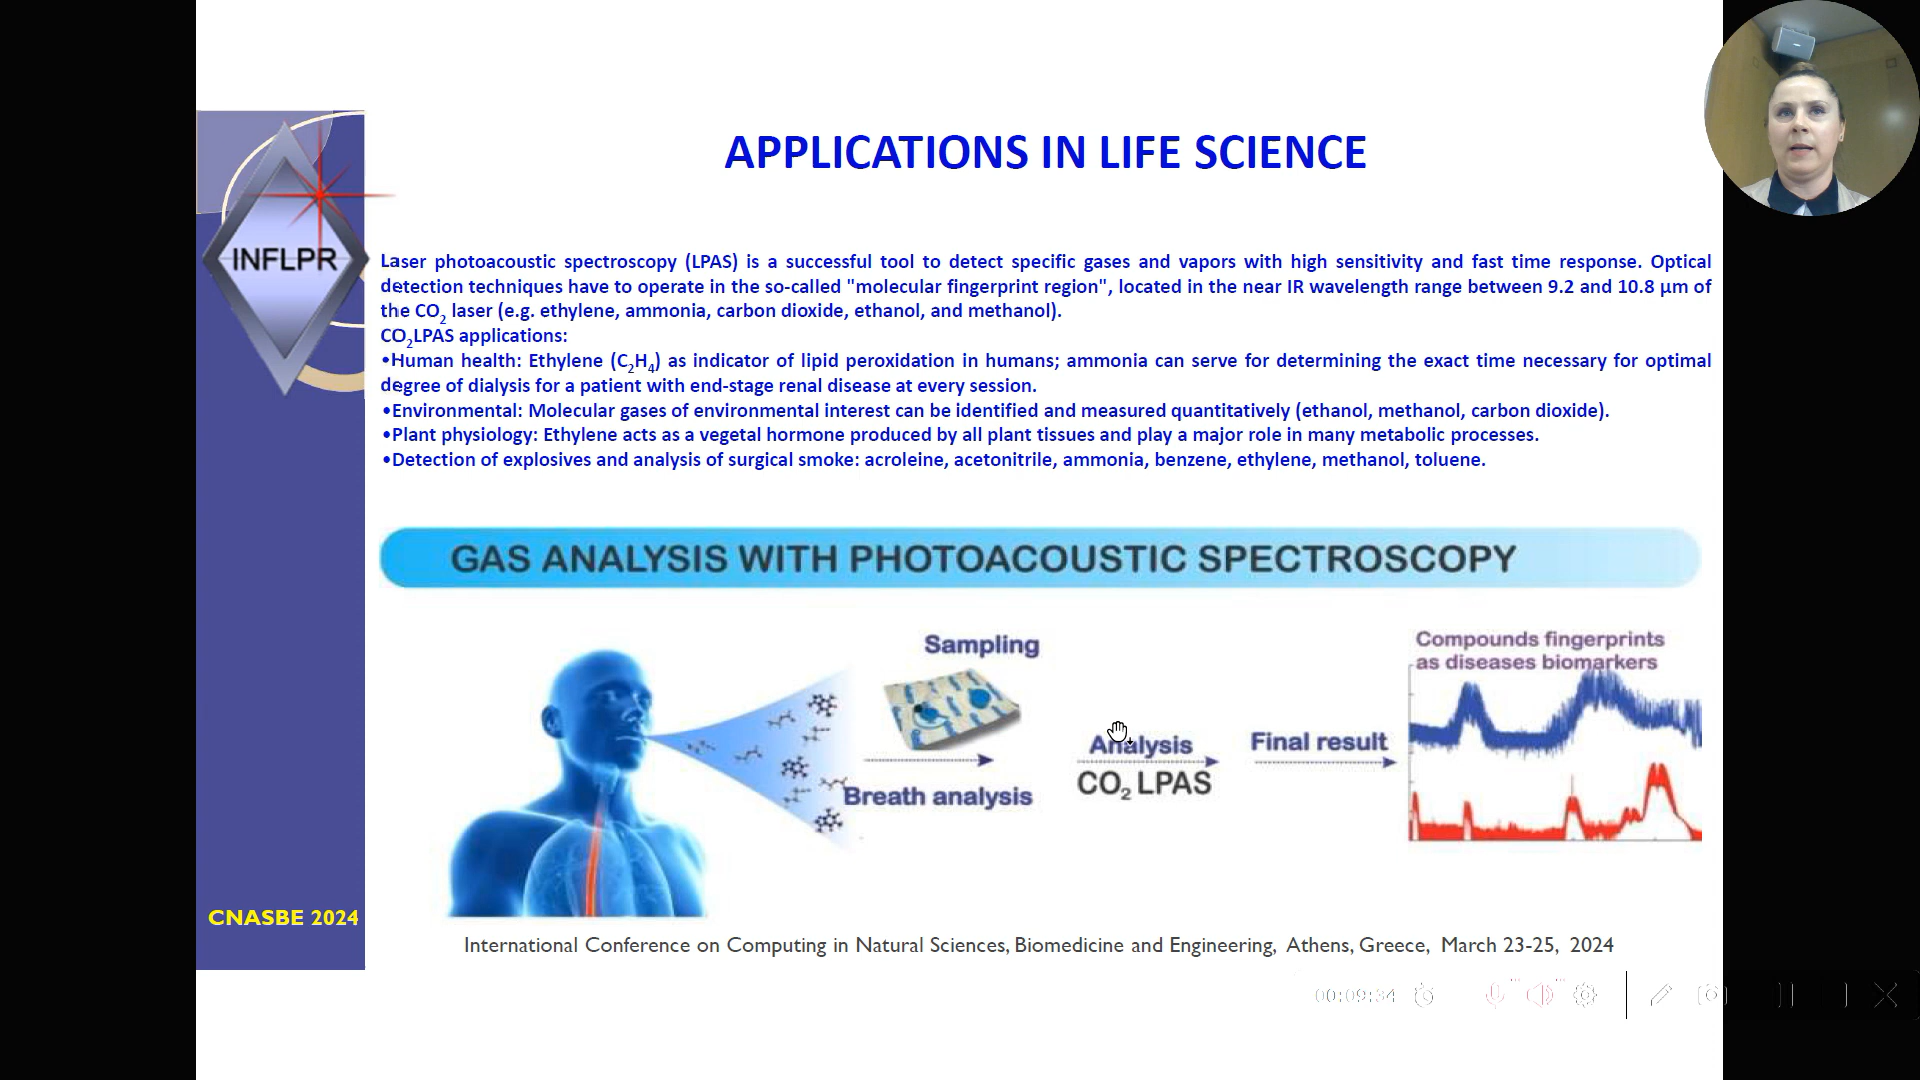 APPLICATIONS IN LIFE SCIENCE
INFLPR
Laser photoacoustic spectroscopy (LPAS) is a successful tool to detect specific gases and vapors with high sensitivity and fast time response. Optical
detection techniques have to operate in the so-called "molecular fingerprint region", located in the near IR wavelength range between 9.2 and 10.8 μm of
the CO2 laser (e.g. ethylene, ammonia, carbon dioxide, ethanol, and methanol).
CO2LPAS applications:
•Human health: Ethylene (C2H4) as indicator of lipid peroxidation in humans; ammonia can serve for determining the exact time necessary for optimal
degree of dialysis for a patient with end-stage renal disease at every session.
•Environmental: Molecular gases of environmental interest can be identified and measured quantitatively (ethanol, methanol, carbon dioxide).
•Plant physiology: Ethylene acts as a vegetal hormone produced by all plant tissues and play a major role in many metabolic processes.
•Detection of explosives and analysis of surgical smoke: acroleine, acetonitrile, ammonia, benzene, ethylene, methanol, toluene.
GAS ANALYSIS WITH PHOTOACOUSTIC SPECTROSCOPY
Sampling
Breath analysis
Analysis
CO2 LPAS
Final result
Compounds fingerprints
as diseases biomarkers
CNASBE 2024
International Conference on Computing in Natural Sciences, Biomedicine and Engineering, Athens, Greece, March 23-25, 2024
00:09:34